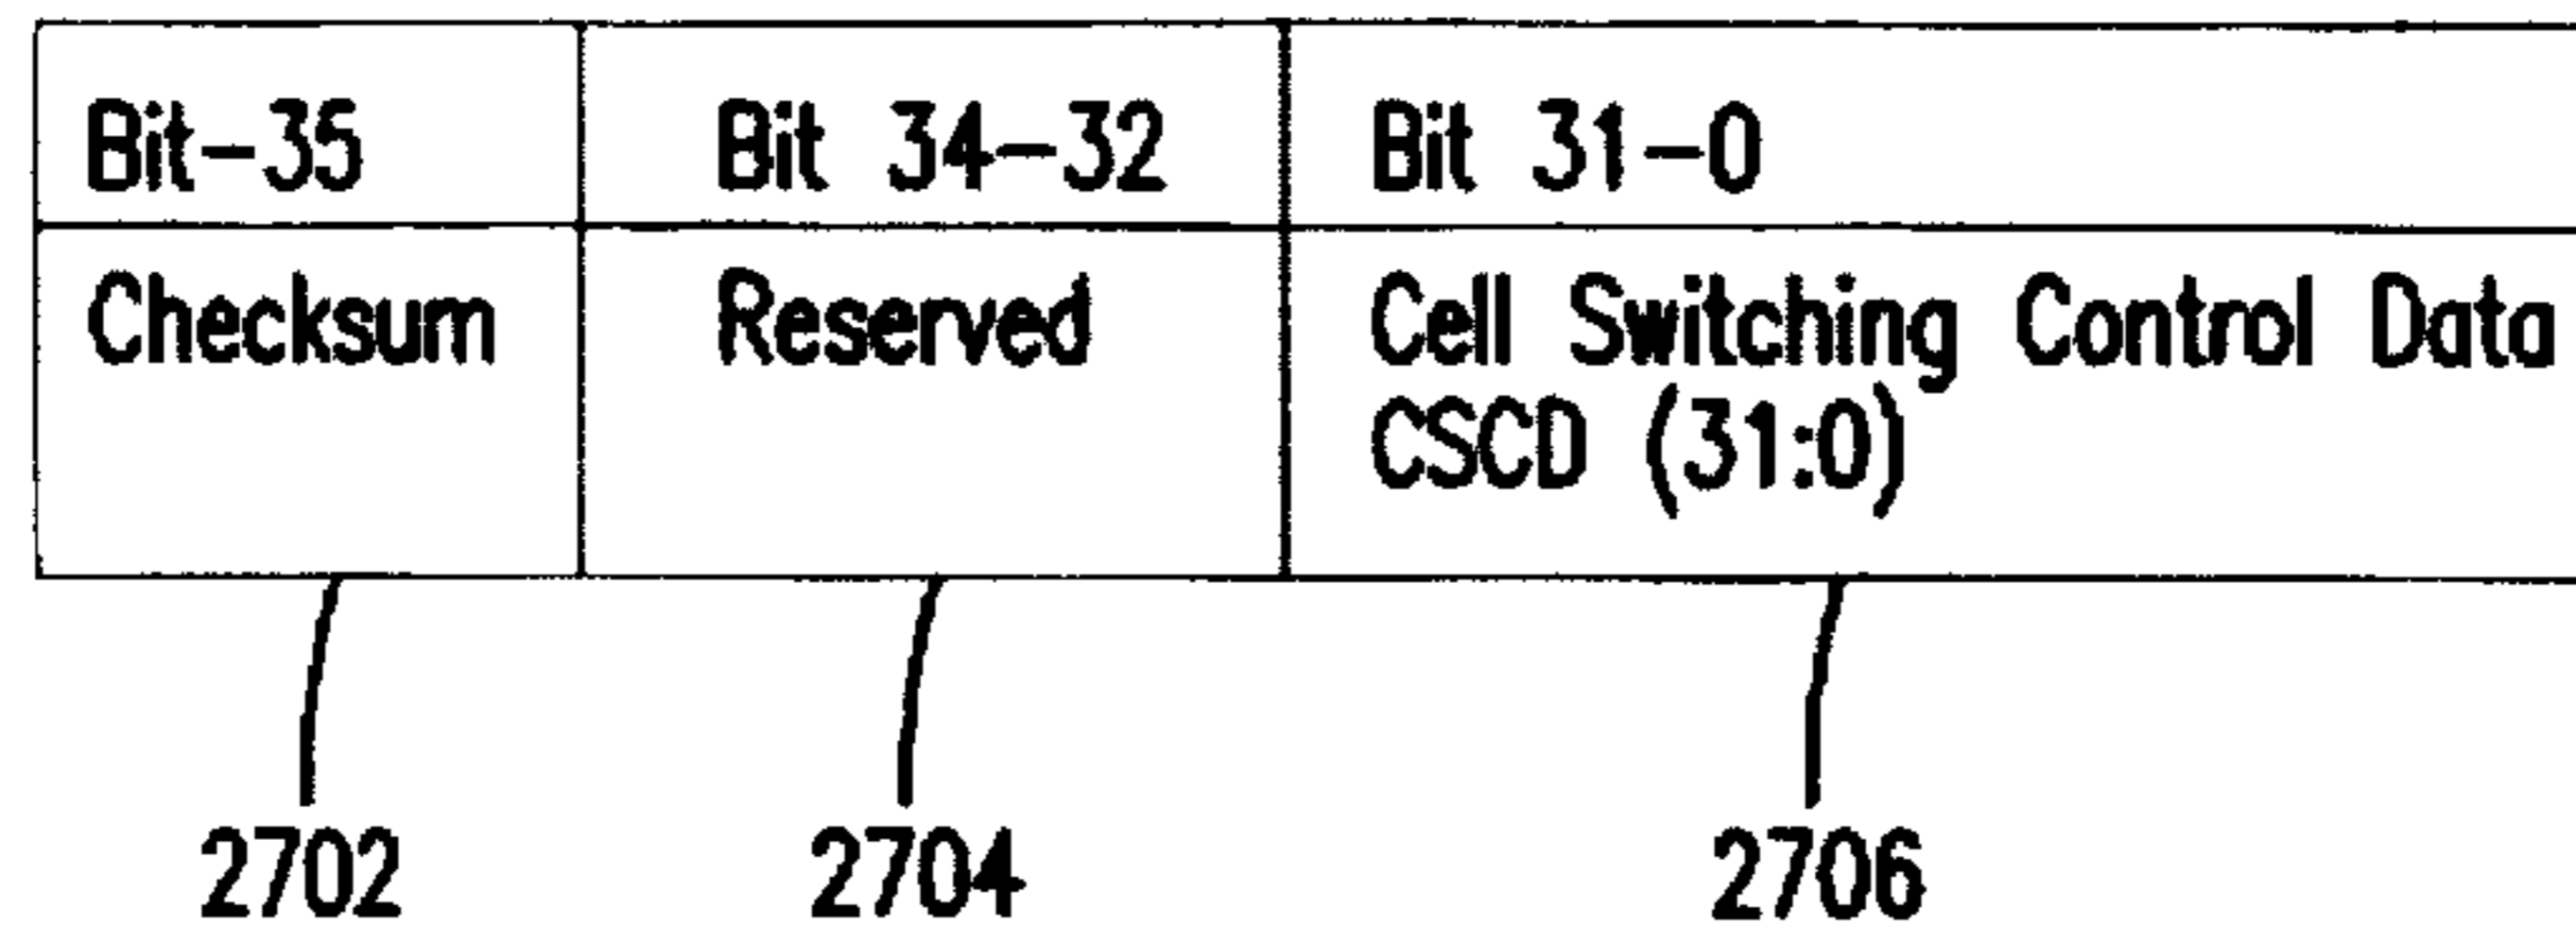 Bit-35 Bit 34-32 Bit 31-0
Checksum Reserved Cell Switching Control Data
CSCD (31:0)
2702 2704 2706